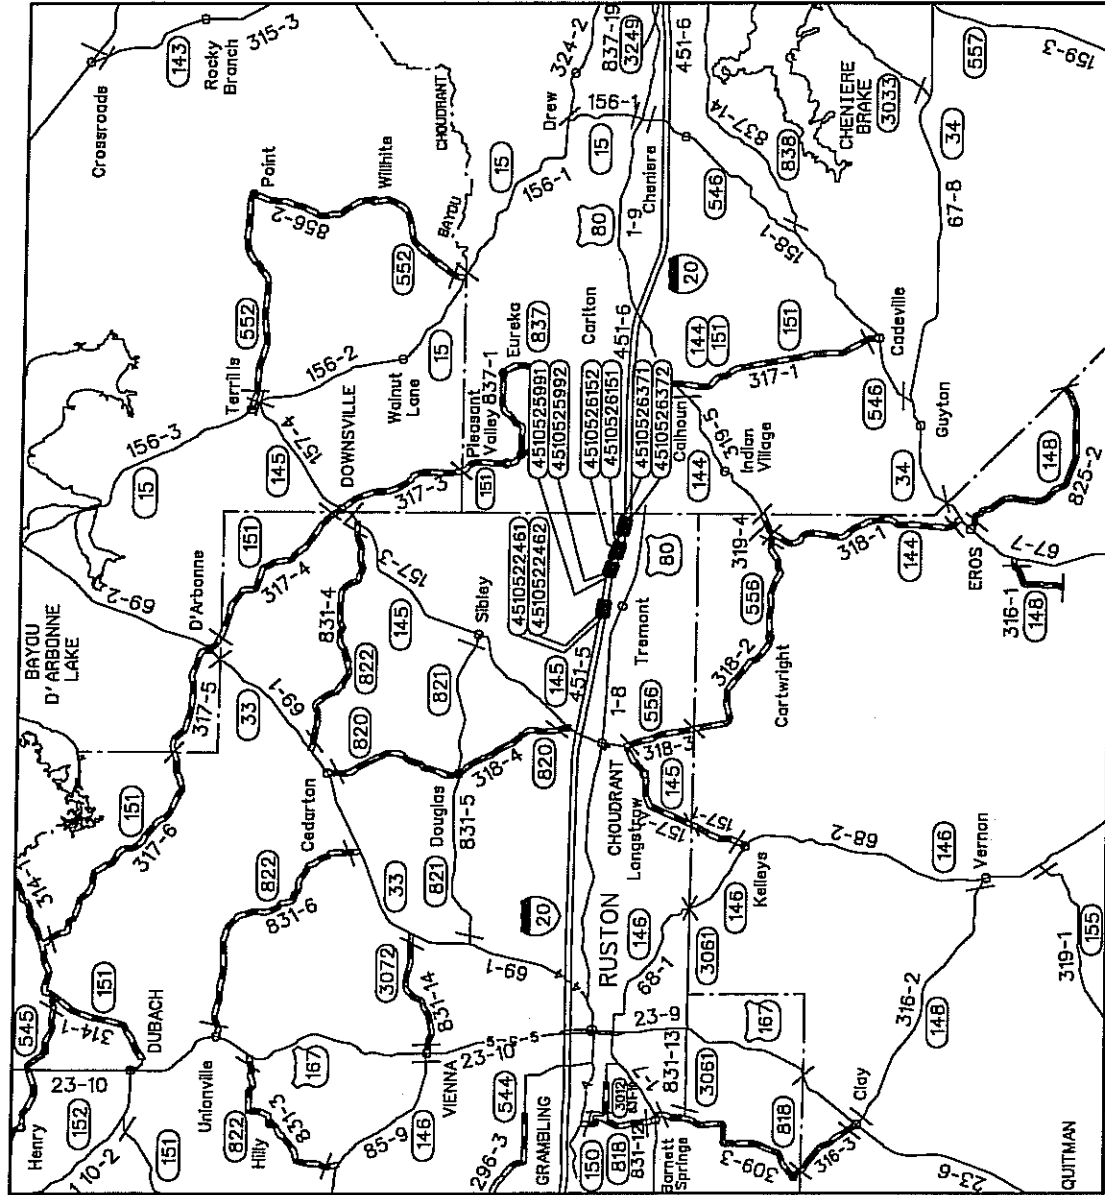 Crossroads
143
315-3
Rocky
Branch
Point
Willhite
856-2
552
552
CHOUDRANT
BAYOU
15
156-1
Drew
324-2
837-19
3249
156-1
15
451-6
837-14
838
CHENIERE
BRAKE
3033
557
159-3
34
67-8
546
158-1
Cheniere
1-9
80
20
Terrills
156-3
15
156-2
Walnut
Lane
15
157-4
145
DOWNSVILLE
Pleasant
Valley
837-1
Eureka
837
Carlton
451-6
144
151
151
317-1
Cadeville
546
Guyton
34
148
825-2
4510525991
4510525992
4510526152
4510526151
4510526371
4510526372
Calhoun
319-5
Indian
Village
144
151
317-3
BAYOU
D'ARBONNE
LAKE
69-2
D'Arbonne
151
317-4
831-4
822
157-3
145
Sibley
4510522461
4510522462
80
Tremont
319-4
318-1
144
EROS
67-7
316-1
148
556
318-2
Cartwright
317-5
33
69-1
820
821
145
451-5
1-8
556
318-3
151
317-6
314-1
Cedarton
822
831-6
Douglas
318-4
820
831-5
821
33
CHOUDRANT
Longstraw
145
157-1
157-1
Kelleys
146
68-2
146
Vernon
155
319-1
545
314-1
151
DUBACH
3072
831-14
69-1
20
RUSTON
146
68-1
3061
316-2
148
Henry
23-10
152
110-2
151
Unionville
822
Hilly
831-3
167
85-9
146
VIENNA
23-10
5-5-5
544
GRAMBLING
296-3
23-9
167
831-13
3061
3012
150
818
831-12
Barnett
Springs
818
309-3
316-3
Clay
23-6
QUITMAN